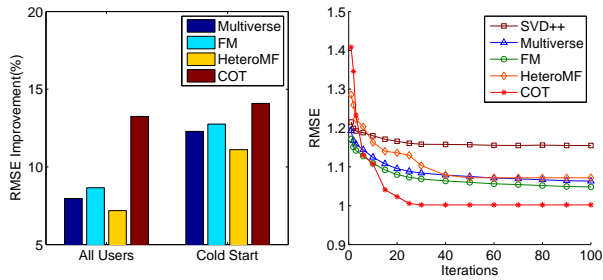 RMSE Improvement(%)
20
15
10
5
Multiverse
FM
HeteroMF
COT
All Users
Cold Start
RMSE
1.5
1.4
1.3
1.2
1.1
1
0.9
SVD++
Multiverse
FM
HeteroMF
COT
0
20
40
60
80
100
Iterations